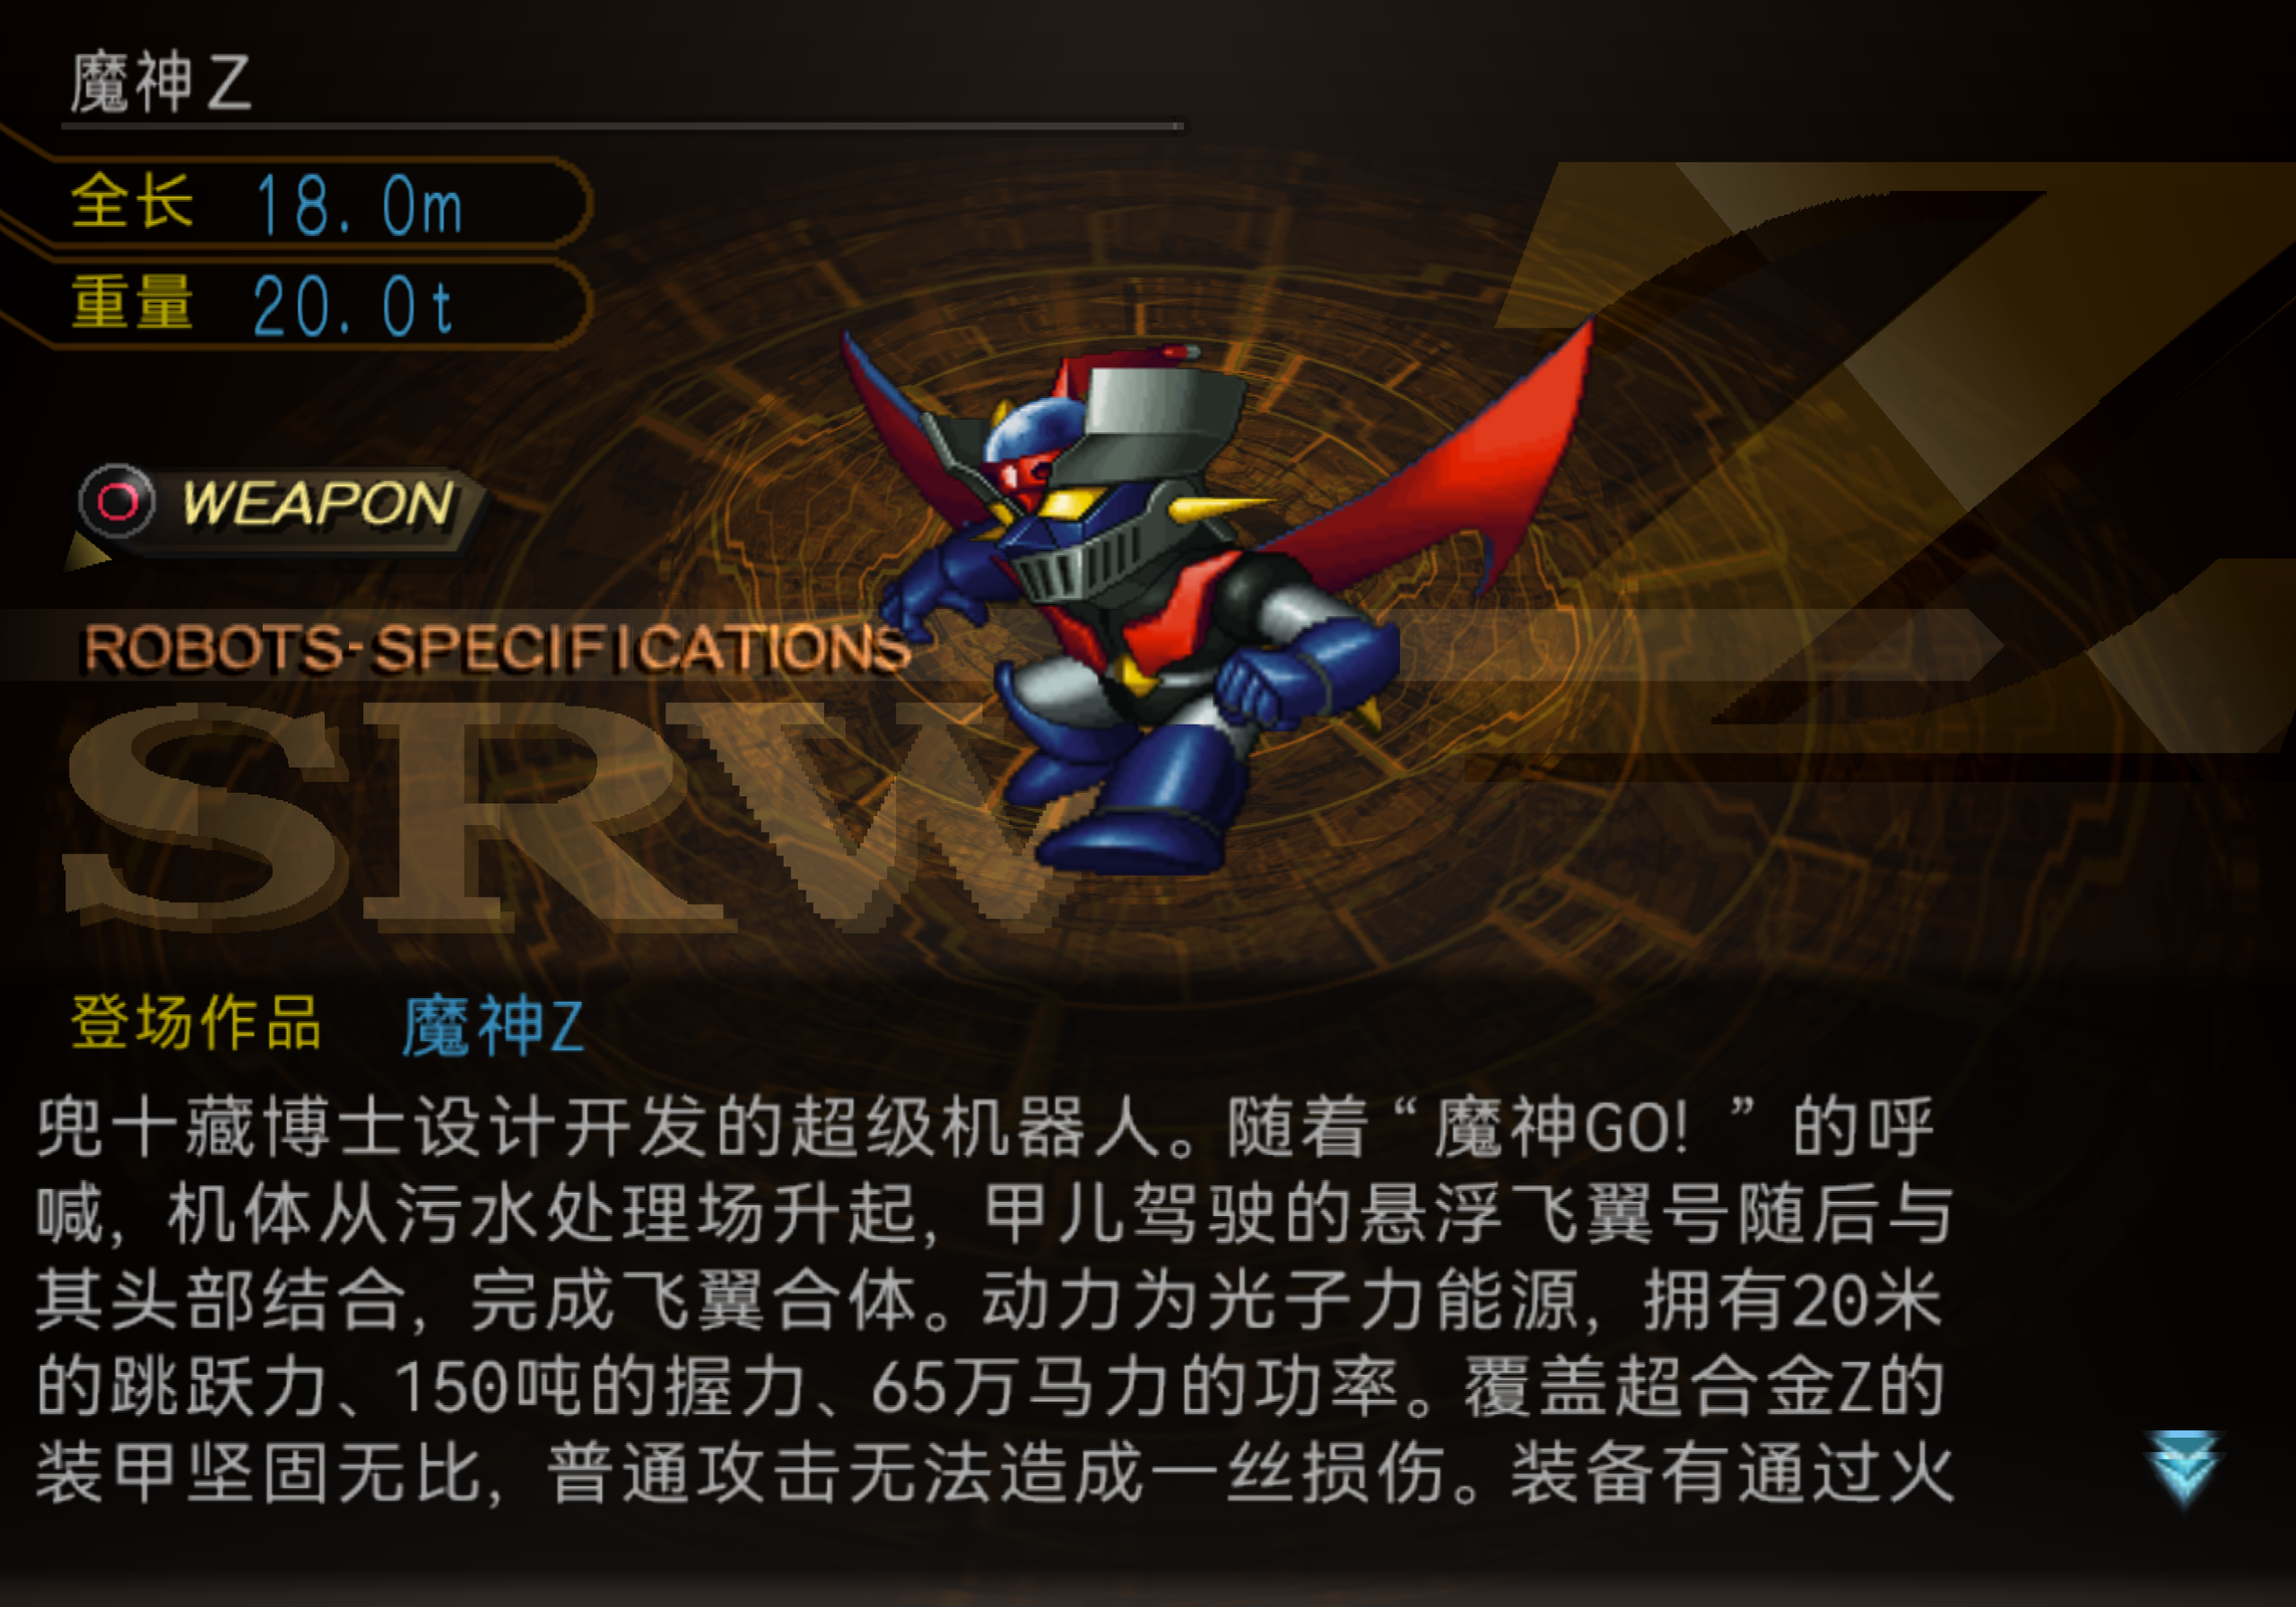 魔神Z
全长 18.0m
重量 20.0t
WEAPON
ROBOTS-SPECIFICATIONS
SRW
Z
登场作品 魔神Z
兜十藏博士设计开发的超级机器人。随着“魔神GO!”的呼
喊，机体从污水处理场升起，甲儿驾驶的悬浮飞翼号随后与
其头部结合，完成飞翼合体。动力为光子力能源，拥有20米
的跳跃力、150吨的握力、65万马力的功率。覆盖超合金Z的
装甲坚固无比，普通攻击无法造成一丝损伤。装备有通过火